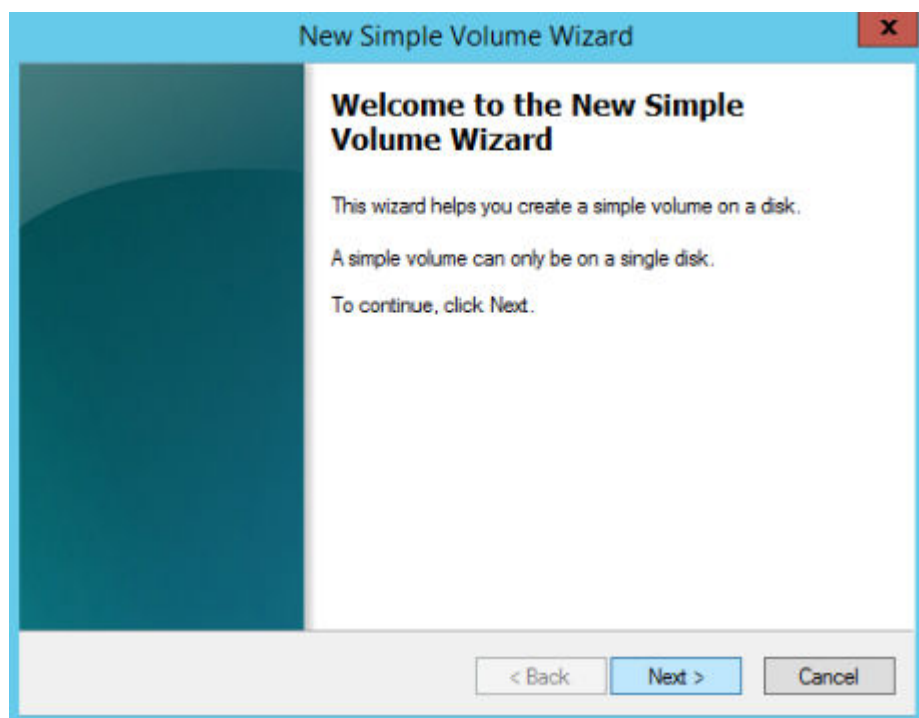 New Simple Volume Wizard
x
Welcome to the New Simple
Volume Wizard
This wizard helps you create a simple volume on a disk.
A simple volume can only be on a single disk.
To continue, click Next.
< Back
Next >
Cancel